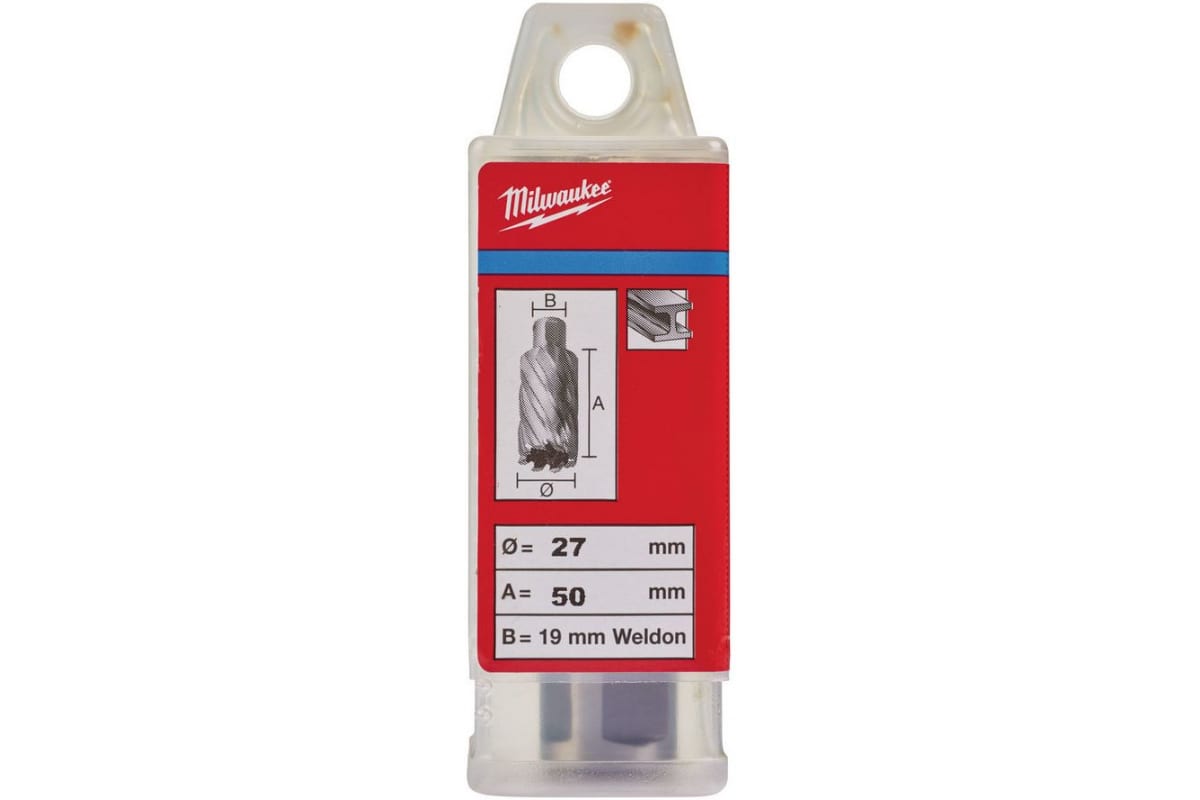 Milwaukee®
B
A
Ø
Ø = 27 mm
A = 50 mm
B = 19 mm Weldon